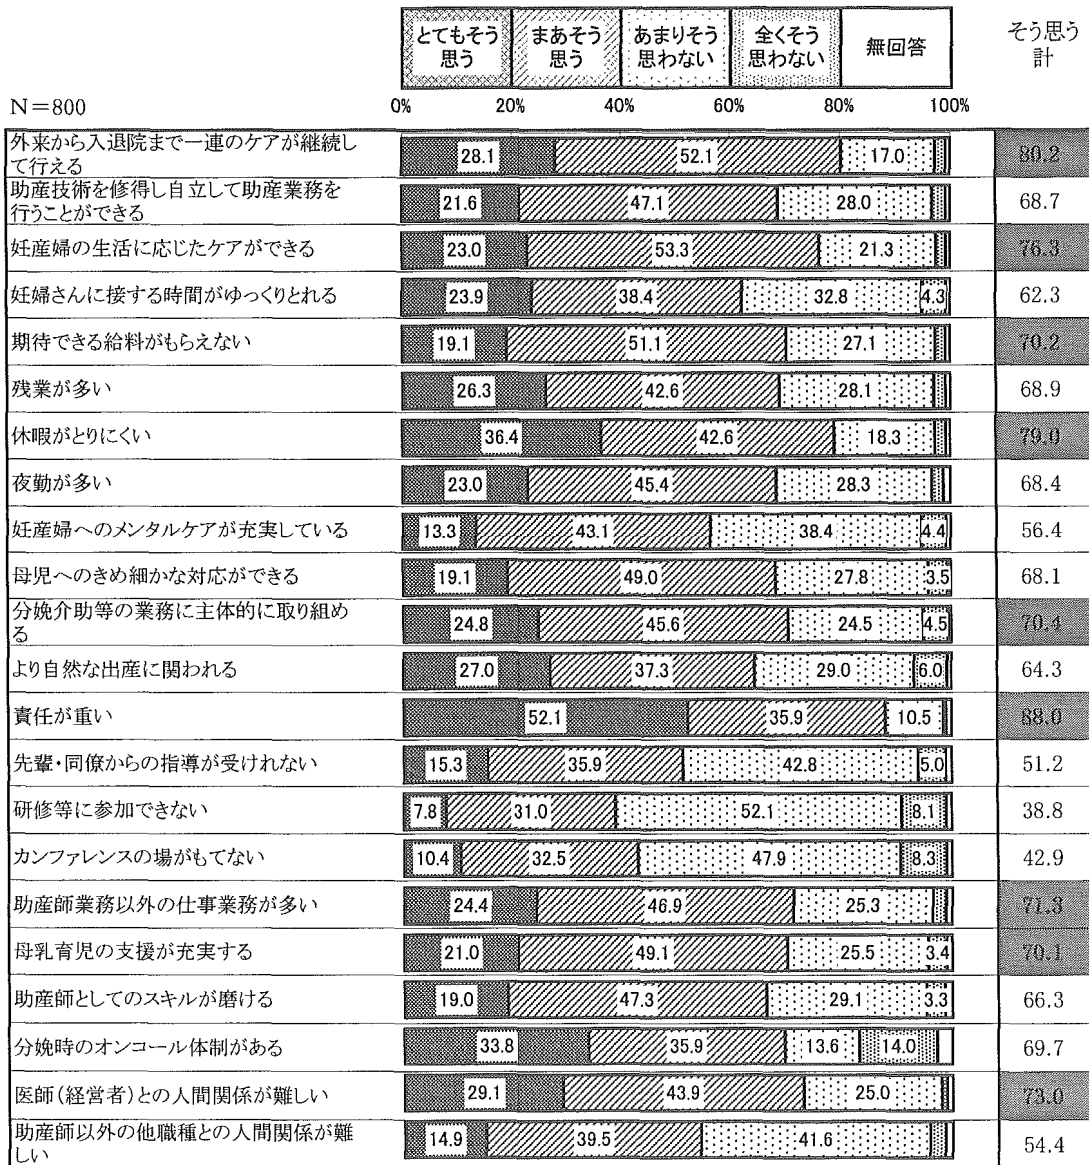 とてもそう思う まあそう思う あまりそう思わない 全くそう思わない 無回答 そう思う計
N=800 0% 20% 40% 60% 80% 100%
外来から入退院まで一連のケアが継続し
て行える 28.1 52.1 17.0 80.2
助産技術を修得し自立して助産業務を
行うことができる 21.6 47.1 28.0 68.7
妊産婦の生活に応じたケアができる 23.0 53.3 21.3 76.3
妊婦さんに接する時間がゆっくりとれる 23.9 38.4 32.8 4.3 62.3
期待できる給料がもらえない 19.1 51.1 27.1 70.2
残業が多い 26.3 42.6 28.1 68.9
休暇がとりにくい 36.4 42.6 18.3 79.0
夜勤が多い 23.0 45.4 28.3 68.4
妊産婦へのメンタルケアが充実している 13.3 43.1 38.4 4.4 56.4
母児へのきめ細かな対応ができる 19.1 49.0 27.8 3.5 68.1
分娩介助等の業務に主体的に取り組め
る 24.8 45.6 24.5 4.5 70.4
より自然な出産に関われる 27.0 37.3 29.0 6.0 64.3
責任が重い 52.1 35.9 10.5 88.0
先輩・同僚からの指導が受けれない 15.3 35.9 42.8 5.0 51.2
研修等に参加できない 7.8 31.0 52.1 8.1 38.8
カンファレンスの場がもてない 10.4 32.5 47.9 8.3 42.9
助産師業務以外の仕事業務が多い 24.4 46.9 25.3 71.3
母乳育児の支援が充実する 21.0 49.1 25.5 3.4 70.1
助産師としてのスキルが磨ける 19.0 47.3 29.1 3.3 66.3
分娩時のオンコール体制がある 33.8 35.9 13.6 14.0 69.7
医師(経営者)との人間関係が難しい 29.1 43.9 25.0 73.0
助産師以外の他職種との人間関係が難
しい 14.9 39.5 41.6 54.4